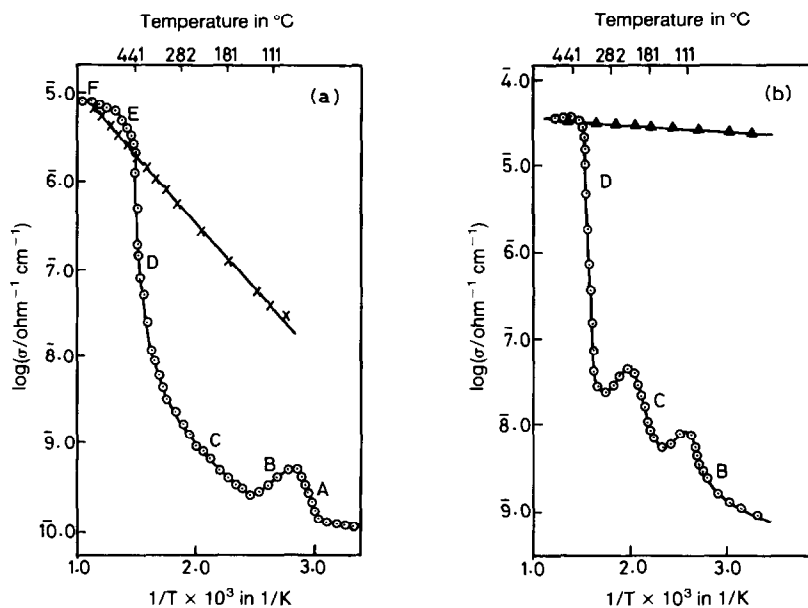 Temperature in °C
441 282 181 111
(a)
F
E
D
C
B
A
5̄.0
6̄.0
7̄.0
8̄.0
9̄.0
1̄0̄.0
log(σ/ohm⁻¹ cm⁻¹)
1.0 2.0 3.0
1/T × 10³ in 1/K
Temperature in °C
441 282 181 111
(b)
D
C
B
4̄.0
5̄.0
6̄.0
7̄.0
8̄.0
9̄.0
log(σ/ohm⁻¹ cm⁻¹)
1.0 2.0 3.0
1/T × 10³ in 1/K